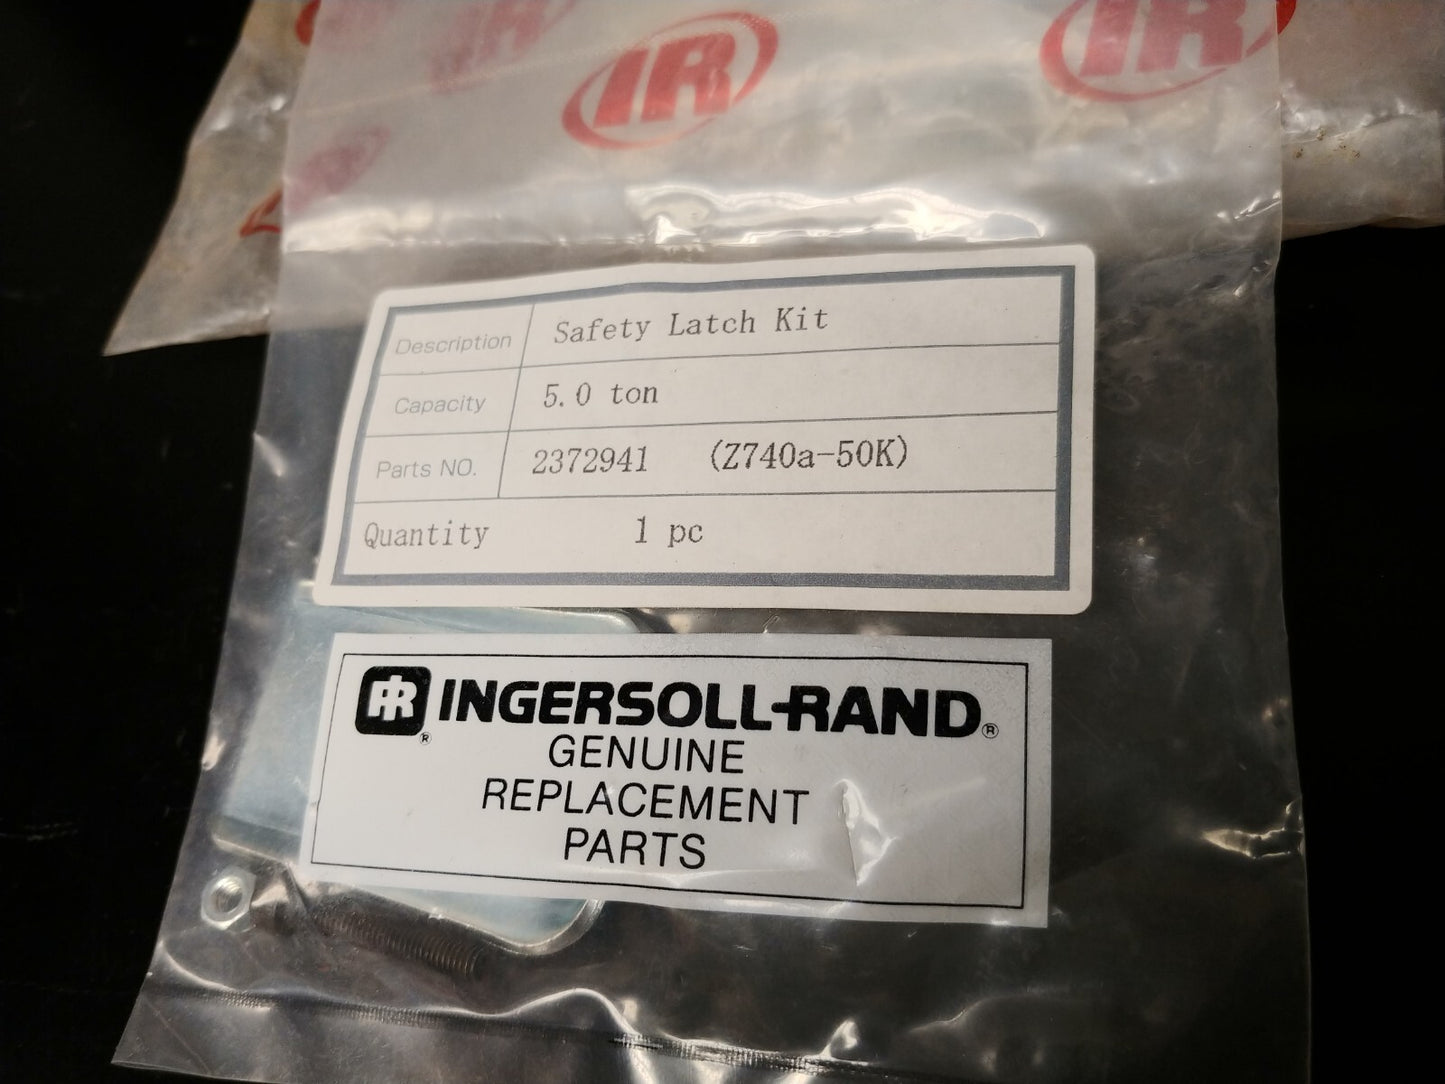 IR
IR
IR
Description Safety Latch Kit
Capacity 5.0 ton
Parts NO. 2372941 (Z740a-50K)
Quantity 1 pc
IR INGERSOLL-RAND®
®
GENUINE
REPLACEMENT
PARTS